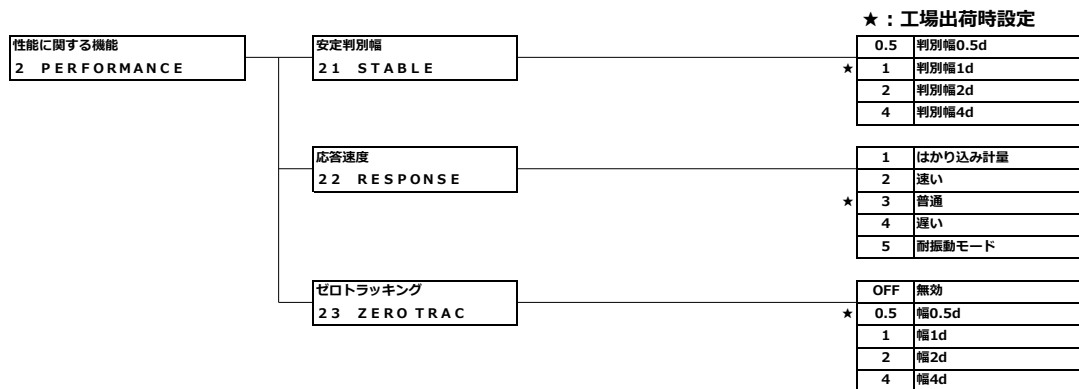 ★：工場出荷時設定
性能に関する機能
2 PERFORMANCE
安定判別幅
21 STABLE
0.5 判別幅0.5d
★ 1 判別幅1d
2 判別幅2d
4 判別幅4d
応答速度
22 RESPONSE
1 はかり込み計量
2 速い
★ 3 普通
4 遅い
5 耐振動モード
ゼロトラッキング
23 ZERO TRAC
OFF 無効
★ 0.5 幅0.5d
1 幅1d
2 幅2d
4 幅4d